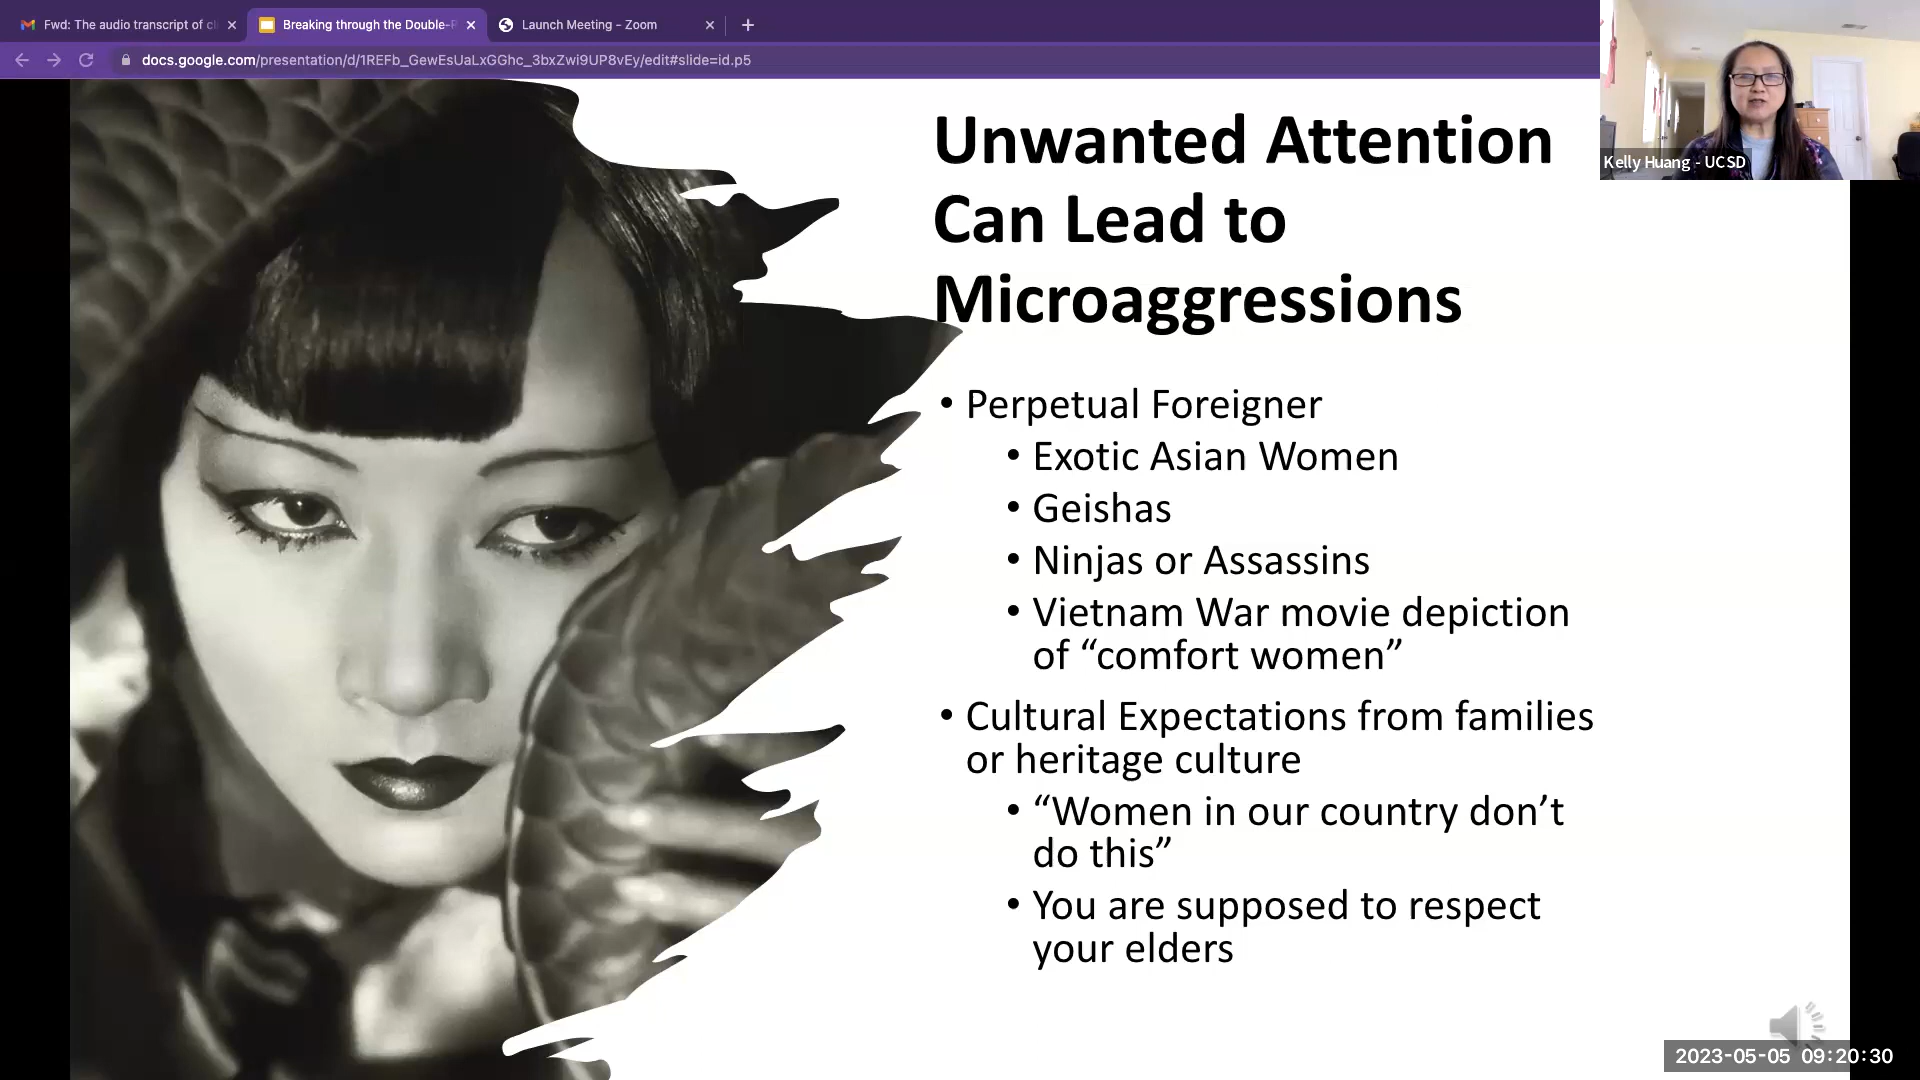 Fwd: The audio transcript of cl
Breaking through the Double-P
Launch Meeting - Zoom
docs.google.com/presentation/d/1REFb_GewEsUaLxGGhc_3bxZwi9UP8vEy/edit#slide=id.p5
Kelly Huang - UCSD
Unwanted Attention
Can Lead to
Microaggressions
• Perpetual Foreigner
• Exotic Asian Women
• Geishas
• Ninjas or Assassins
• Vietnam War movie depiction
of “comfort women”
• Cultural Expectations from families
or heritage culture
• “Women in our country don’t
do this”
• You are supposed to respect
your elders
2023-05-05 09:20:30